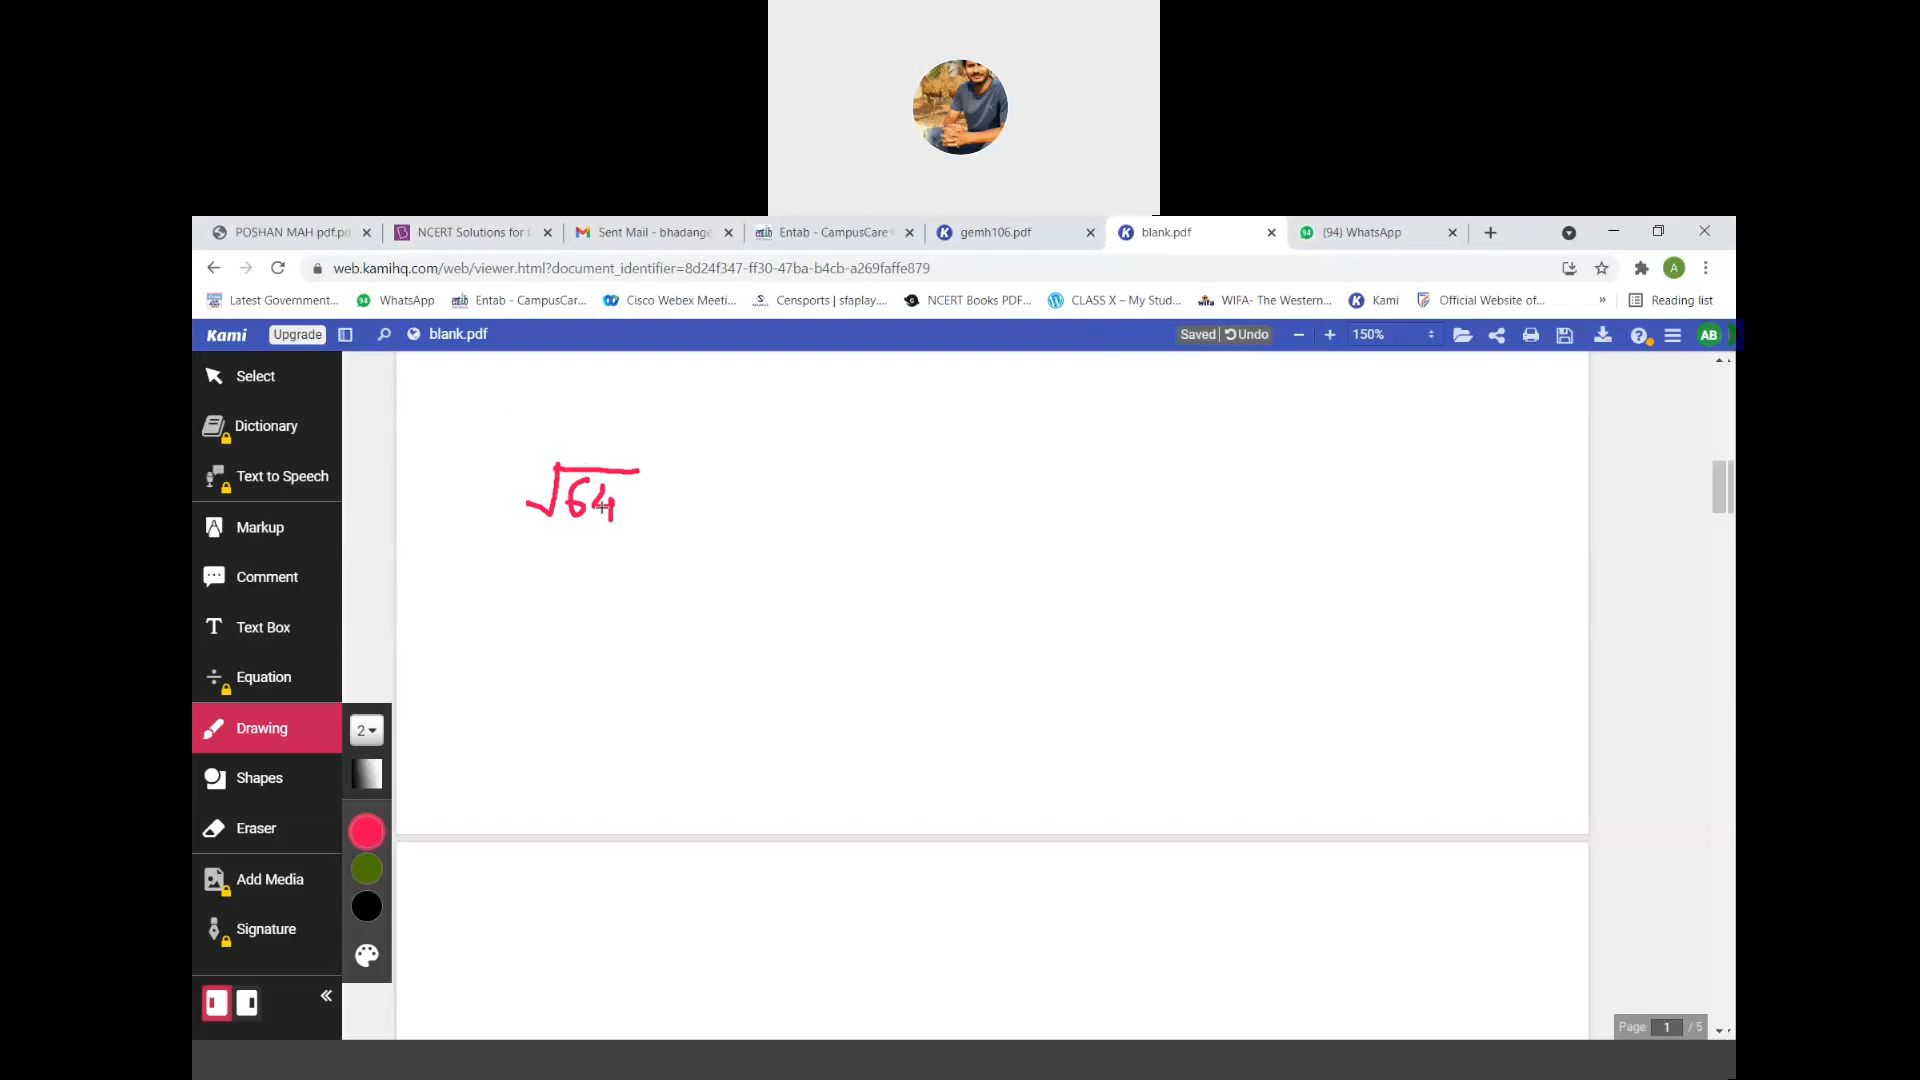 POSHAN MAH pdf.pd
NCERT Solutions for
Sent Mail - bhadange
Entab - CampusCare
gemh106.pdf
blank.pdf
(94) WhatsApp
web.kamihq.com/web/viewer.html?document_identifier=8d24f347-ff30-47ba-b4cb-a269faffe879
A
Latest Government...
WhatsApp
Entab - CampusCar...
Cisco Webex Meeti...
Censports | sfaplay....
NCERT Books PDF...
CLASS X – My Stud...
WIFA- The Western...
Kami
Official Website of...
»
Reading list
Kami
Upgrade
blank.pdf
Saved | Undo
150%
AB
Select
Dictionary
Text to Speech
Markup
Comment
Text Box
Equation
Drawing
2
Shapes
Eraser
Add Media
Signature
√64
Page 1 / 5